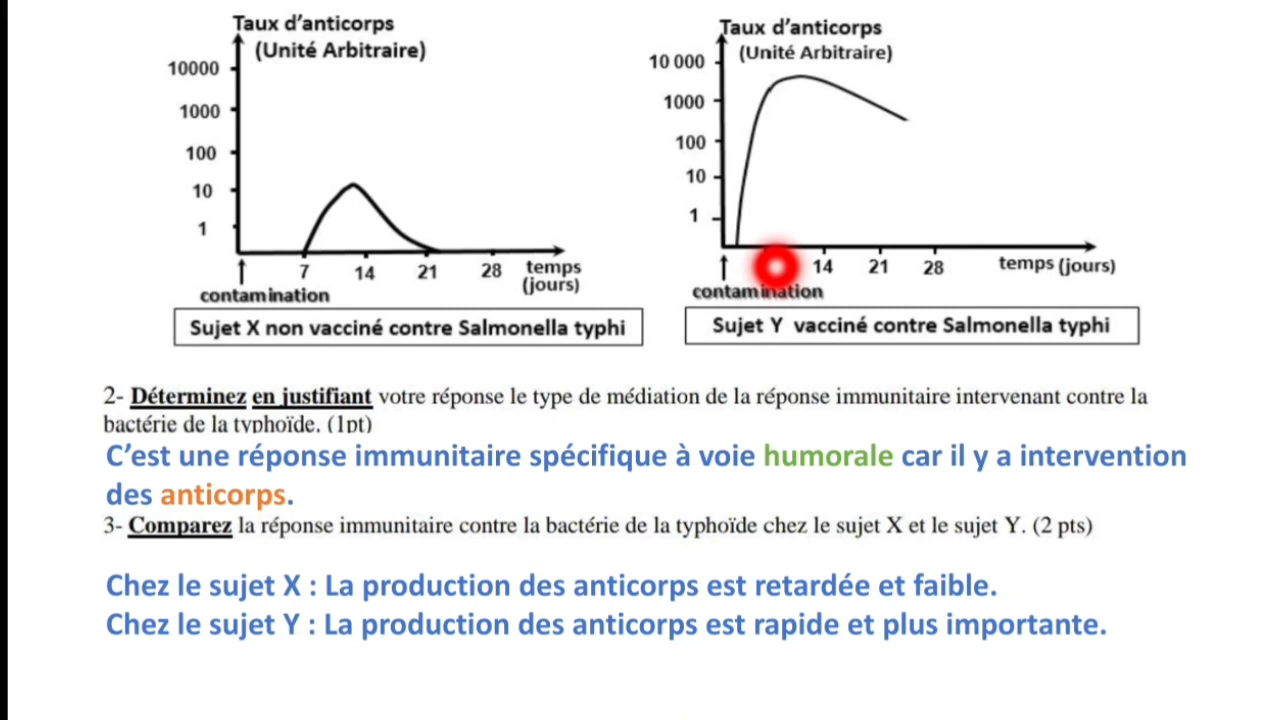 Taux d'anticorps
(Unité Arbitraire)
10000
1000
100
10
1
7 14 21 28 temps
(jours)
contamination
Sujet X non vacciné contre Salmonella typhi
Taux d'anticorps
(Unité Arbitraire)
10 000
1000
100
10
1
14 21 28 temps (jours)
contamination
Sujet Y vacciné contre Salmonella typhi
2- Déterminez en justifiant votre réponse le type de médiation de la réponse immunitaire intervenant contre la
bactérie de la typhoïde. (1pt)
C'est une réponse immunitaire spécifique à voie humorale car il y a intervention
des anticorps.
3- Comparez la réponse immunitaire contre la bactérie de la typhoïde chez le sujet X et le sujet Y. (2 pts)
Chez le sujet X : La production des anticorps est retardée et faible.
Chez le sujet Y : La production des anticorps est rapide et plus importante.